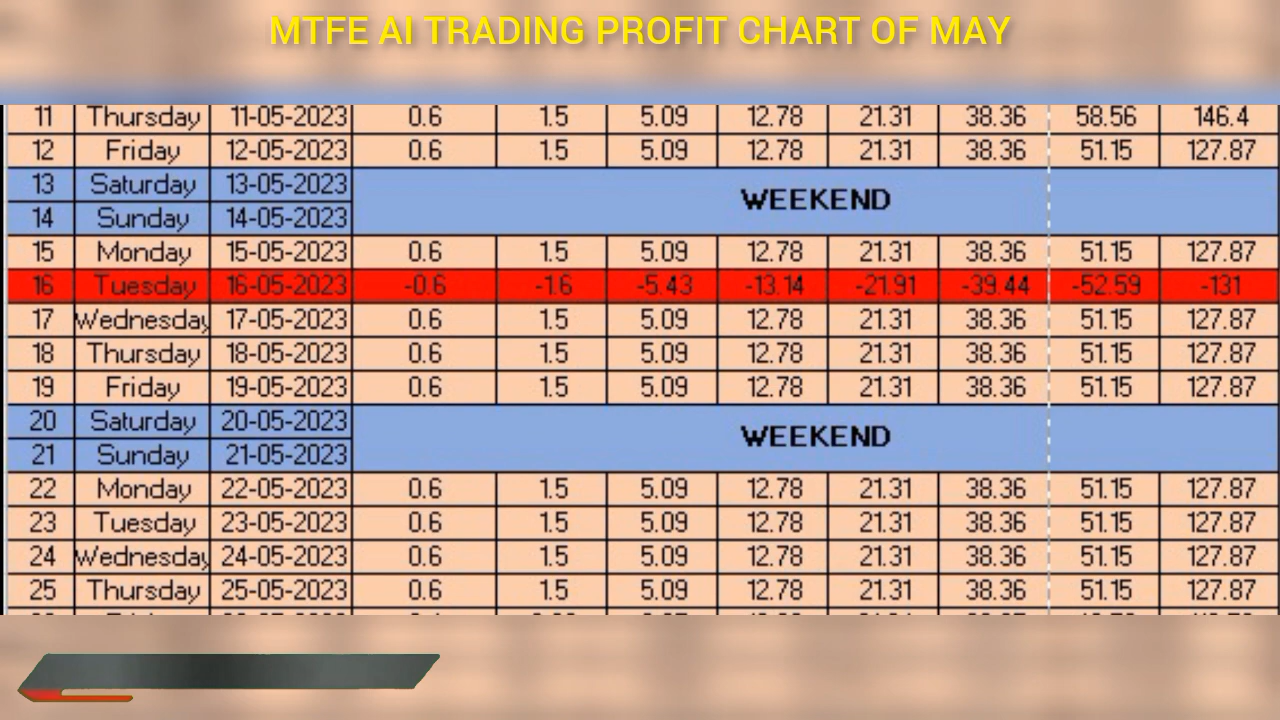 MTFE AI TRADING PROFIT CHART OF MAY
11 Thursday 11-05-2023 0.6 1.5 5.09 12.78 21.31 38.36 58.56 146.4
12 Friday 12-05-2023 0.6 1.5 5.09 12.78 21.31 38.36 51.15 127.87
13 Saturday 13-05-2023
WEEKEND
14 Sunday 14-05-2023
15 Monday 15-05-2023 0.6 1.5 5.09 12.78 21.31 38.36 51.15 127.87
16 Tuesday 16-05-2023 -0.6 -1.6 -5.43 -13.14 -21.91 -39.44 -52.59 -131
17 Wednesday 17-05-2023 0.6 1.5 5.09 12.78 21.31 38.36 51.15 127.87
18 Thursday 18-05-2023 0.6 1.5 5.09 12.78 21.31 38.36 51.15 127.87
19 Friday 19-05-2023 0.6 1.5 5.09 12.78 21.31 38.36 51.15 127.87
20 Saturday 20-05-2023
WEEKEND
21 Sunday 21-05-2023
22 Monday 22-05-2023 0.6 1.5 5.09 12.78 21.31 38.36 51.15 127.87
23 Tuesday 23-05-2023 0.6 1.5 5.09 12.78 21.31 38.36 51.15 127.87
24 Wednesday 24-05-2023 0.6 1.5 5.09 12.78 21.31 38.36 51.15 127.87
25 Thursday 25-05-2023 0.6 1.5 5.09 12.78 21.31 38.36 51.15 127.87